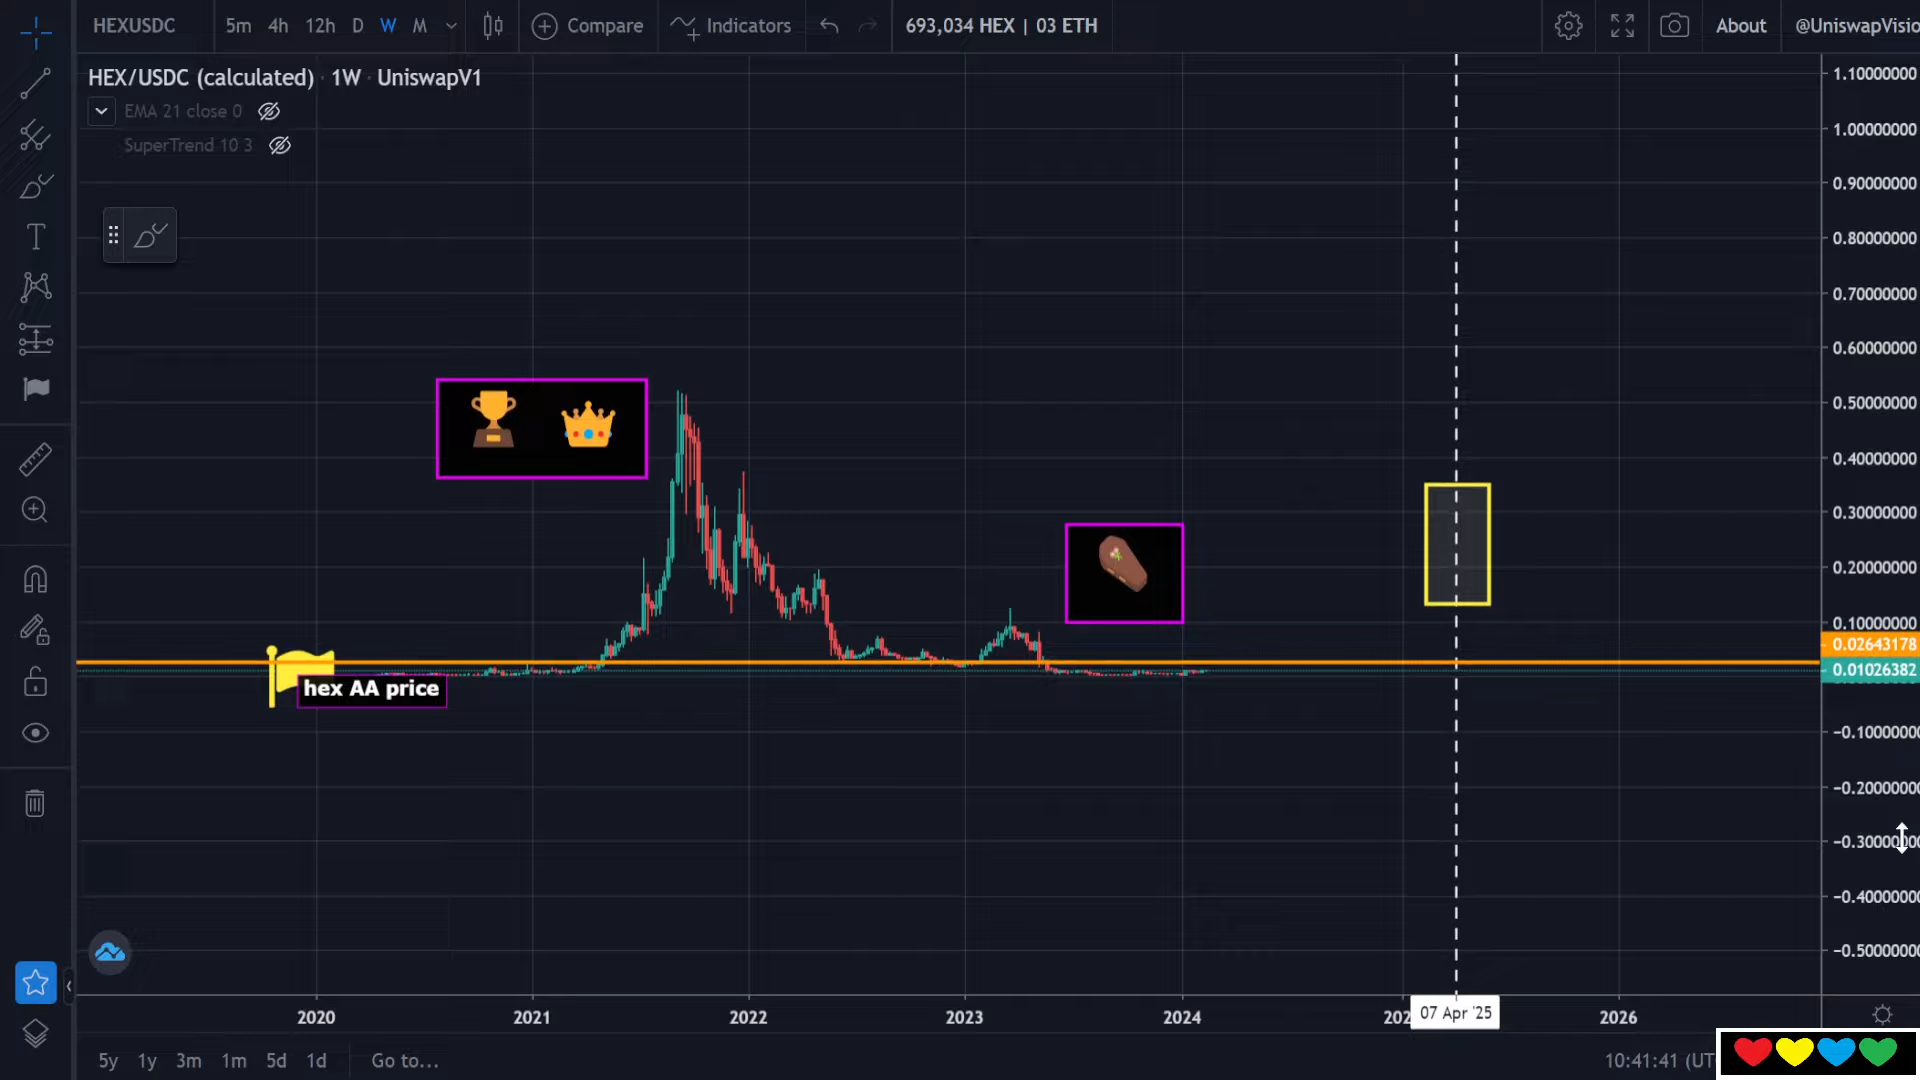 HEXUSDC 5m 4h 12h D W M Compare Indicators 693,034 HEX | 03 ETH About @UniswapVisio
HEX/USDC (calculated) · 1W · UniswapV1
EMA 21 close 0
SuperTrend 10 3
T
1.10000000
1.00000000
0.90000000
0.80000000
0.70000000
0.60000000
0.50000000
0.40000000
0.30000000
0.20000000
0.10000000
0.02643178
0.01026382
hex AA price
-0.10000000
-0.20000000
-0.30000000
-0.40000000
-0.50000000
2020 2021 2022 2023 2024 202 07 Apr '25 2026
5y 1y 3m 1m 5d 1d Go to... 10:41:41 (UT